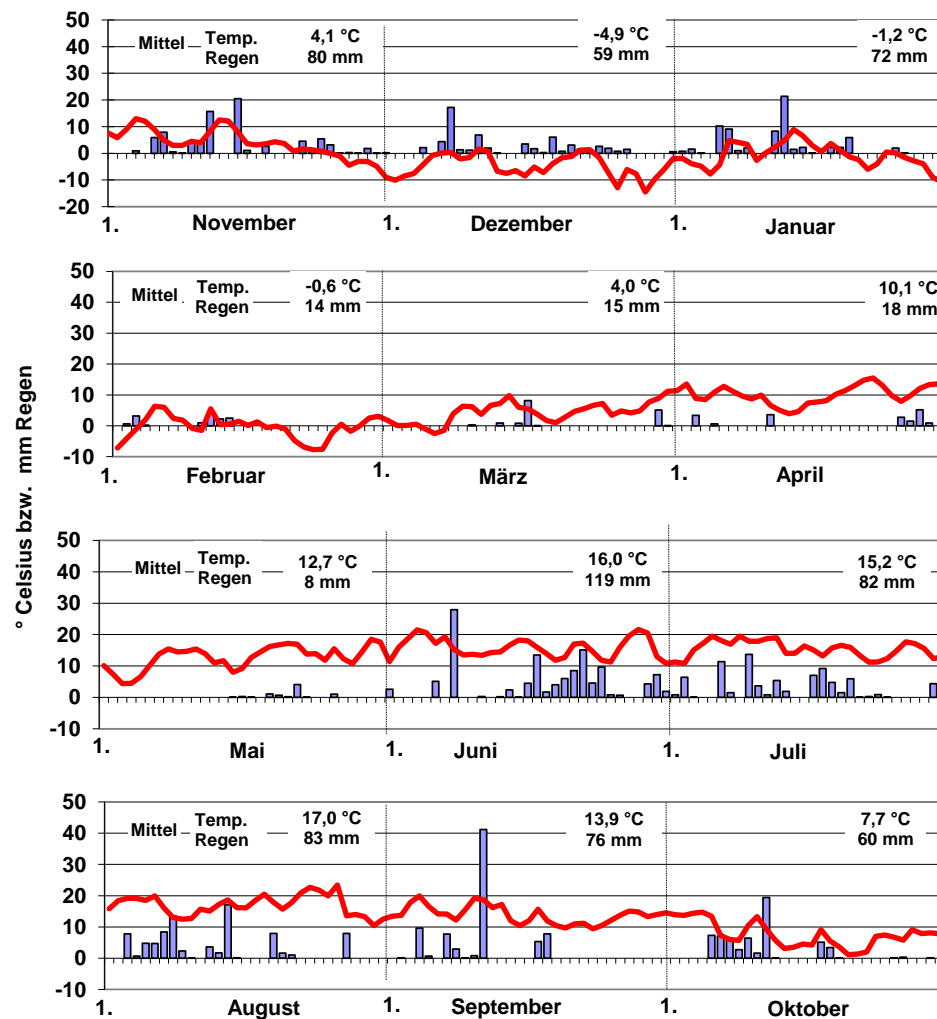 ° Celsius bzw. mm Regen
50
40
30
20
10
0
-10
-20
Mittel Temp. 4,1 °C -4,9 °C -1,2 °C
Regen 80 mm 59 mm 72 mm
1. November 1. Dezember 1. Januar
50
40
30
20
10
0
-10
Mittel Temp. -0,6 °C 4,0 °C 10,1 °C
Regen 14 mm 15 mm 18 mm
1. Februar 1. März 1. April
50
40
30
20
10
0
-10
Mittel Temp. 12,7 °C 16,0 °C 15,2 °C
Regen 8 mm 119 mm 82 mm
1. Mai 1. Juni 1. Juli
50
40
30
20
10
0
-10
Mittel Temp. 17,0 °C 13,9 °C 7,7 °C
Regen 83 mm 76 mm 60 mm
1. August 1. September 1. Oktober